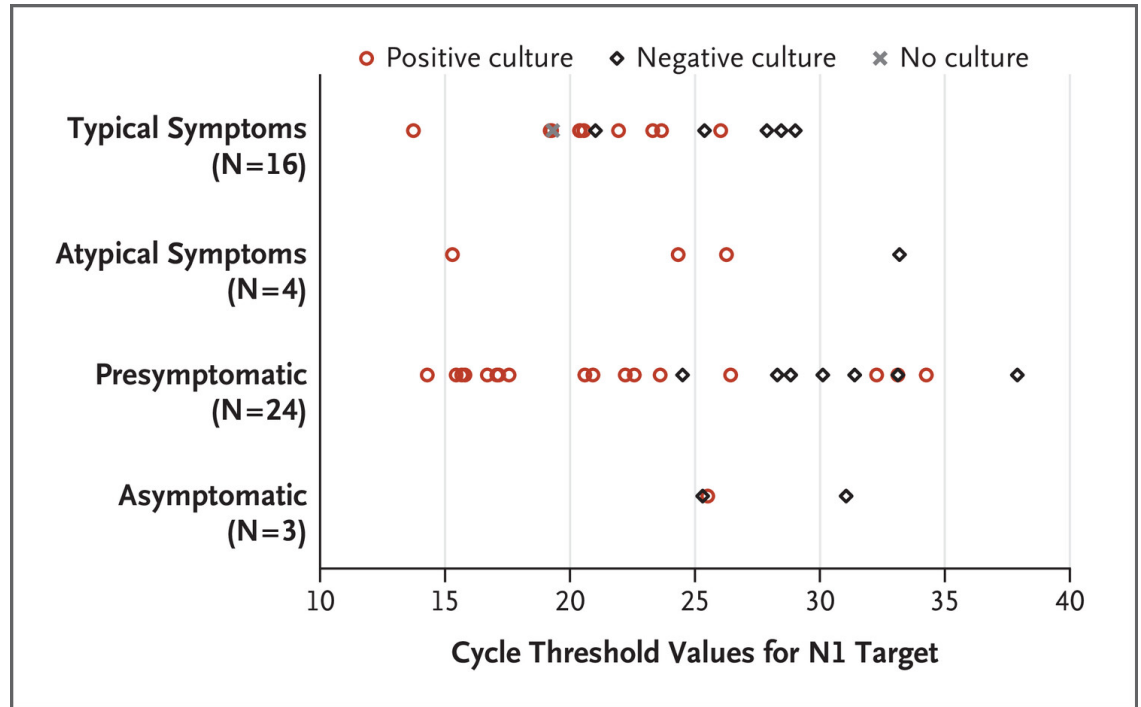 Positive culture Negative culture No culture
Typical Symptoms
(N=16)
Atypical Symptoms
(N=4)
Presymptomatic
(N=24)
Asymptomatic
(N=3)
10 15 20 25 30 35 40
Cycle Threshold Values for N1 Target